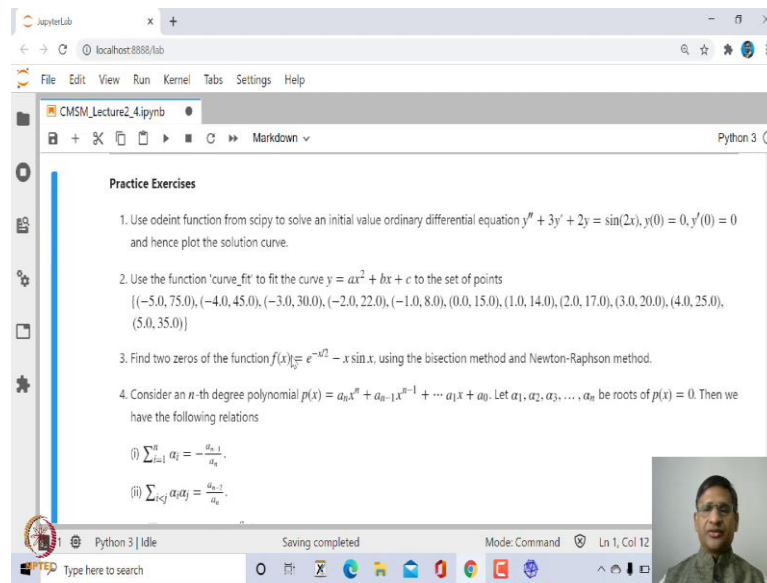 JupyterLab
localhost:8888/lab
File Edit View Run Kernel Tabs Settings Help
CMSM_Lecture2_4.ipynb
Markdown
Python 3
Practice Exercises
1. Use odeint function from scipy to solve an initial value ordinary differential equation y″ + 3y′ + 2y = sin(2x), y(0) = 0, y′(0) = 0
and hence plot the solution curve.
2. Use the function 'curve_fit' to fit the curve y = ax² + bx + c to the set of points
{(−5.0, 75.0), (−4.0, 45.0), (−3.0, 30.0), (−2.0, 22.0), (−1.0, 8.0), (0.0, 15.0), (1.0, 14.0), (2.0, 17.0), (3.0, 20.0), (4.0, 25.0),
(5.0, 35.0)}
3. Find two zeros of the function f(x) = e^{−x/2} − x sin x, using the bisection method and Newton-Raphson method.
4. Consider an n-th degree polynomial p(x) = aₙxⁿ + aₙ₋₁xⁿ⁻¹ + ⋯ a₁x + a₀. Let α₁, α₂, α₃, … , αₙ be roots of p(x) = 0. Then we
have the following relations
(i) ∑ⁿᵢ₌₁ αᵢ = −aₙ₋₁/aₙ.
(ii) ∑_{i<j} αᵢαⱼ = aₙ₋₂/aₙ.
1 Python 3 | Idle Saving completed Mode: Command Ln 1, Col 12
NPTED Type here to search